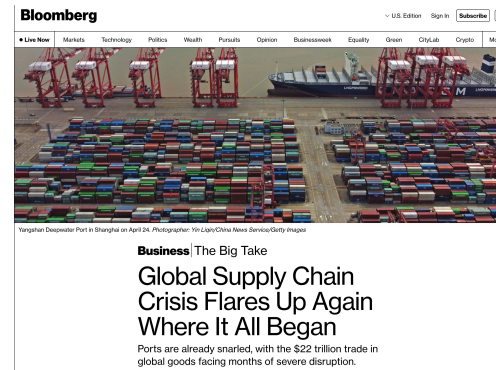 Bloomberg
U.S. Edition Sign In Subscribe
Live Now Markets Technology Politics Wealth Pursuits Opinion Businessweek Equality Green CityLab Crypto
Yangshan Deepwater Port in Shanghai on April 24. Photographer: Yin Liqin/China News Service/Getty Images
Business | The Big Take
Global Supply Chain
Crisis Flares Up Again
Where It All Began
Ports are already snarled, with the $22 trillion trade in
global goods facing months of severe disruption.